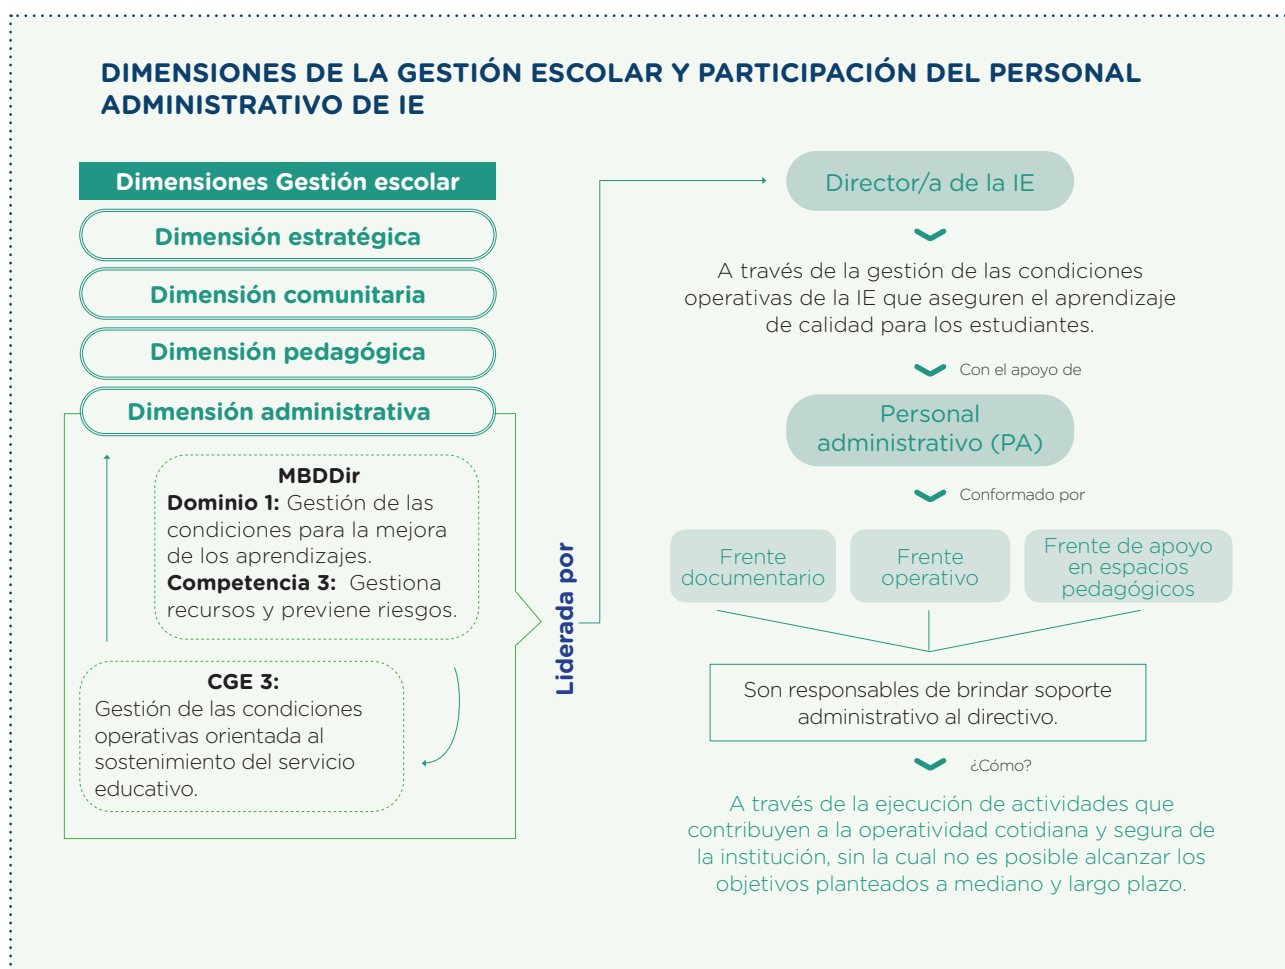 DIMENSIONES DE LA GESTIÓN ESCOLAR Y PARTICIPACIÓN DEL PERSONAL
ADMINISTRATIVO DE IE
Dimensiones Gestión escolar
Dimensión estratégica
Dimensión comunitaria
Dimensión pedagógica
Dimensión administrativa
MBDDir
Dominio 1: Gestión de las
condiciones para la mejora
de los aprendizajes.
Competencia 3: Gestiona
recursos y previene riesgos.
CGE 3:
Gestión de las condiciones
operativas orientada al
sostenimiento del servicio
educativo.
Liderada por
Director/a de la IE
A través de la gestión de las condiciones
operativas de la IE que aseguren el aprendizaje
de calidad para los estudiantes.
Con el apoyo de
Personal
administrativo (PA)
Conformado por
Frente
documentario
Frente
operativo
Frente de apoyo
en espacios
pedagógicos
Son responsables de brindar soporte
administrativo al directivo.
¿Cómo?
A través de la ejecución de actividades que
contribuyen a la operatividad cotidiana y segura de
la institución, sin la cual no es posible alcanzar los
objetivos planteados a mediano y largo plazo.